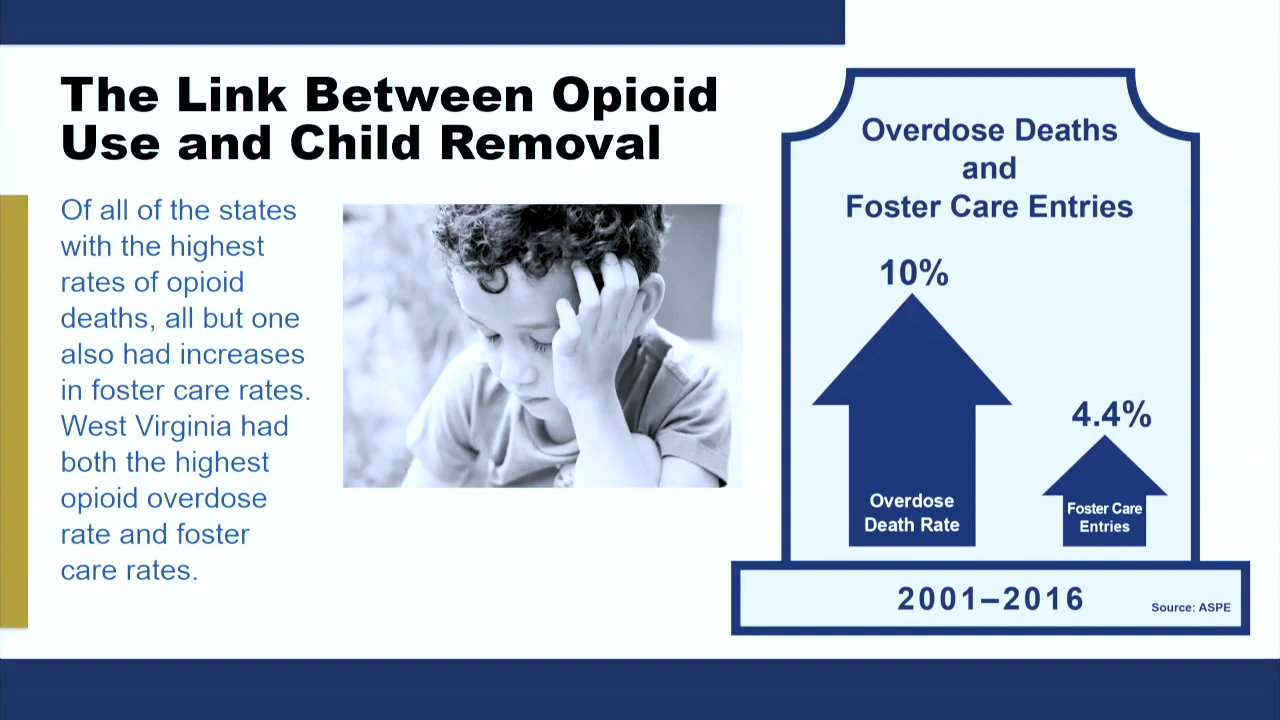 The Link Between Opioid
Use and Child Removal
Of all of the states
with the highest
rates of opioid
deaths, all but one
also had increases
in foster care rates.
West Virginia had
both the highest
opioid overdose
rate and foster
care rates.
Overdose Deaths
and
Foster Care Entries
10%
4.4%
Overdose
Death Rate
Foster Care
Entries
2001–2016
Source: ASPE